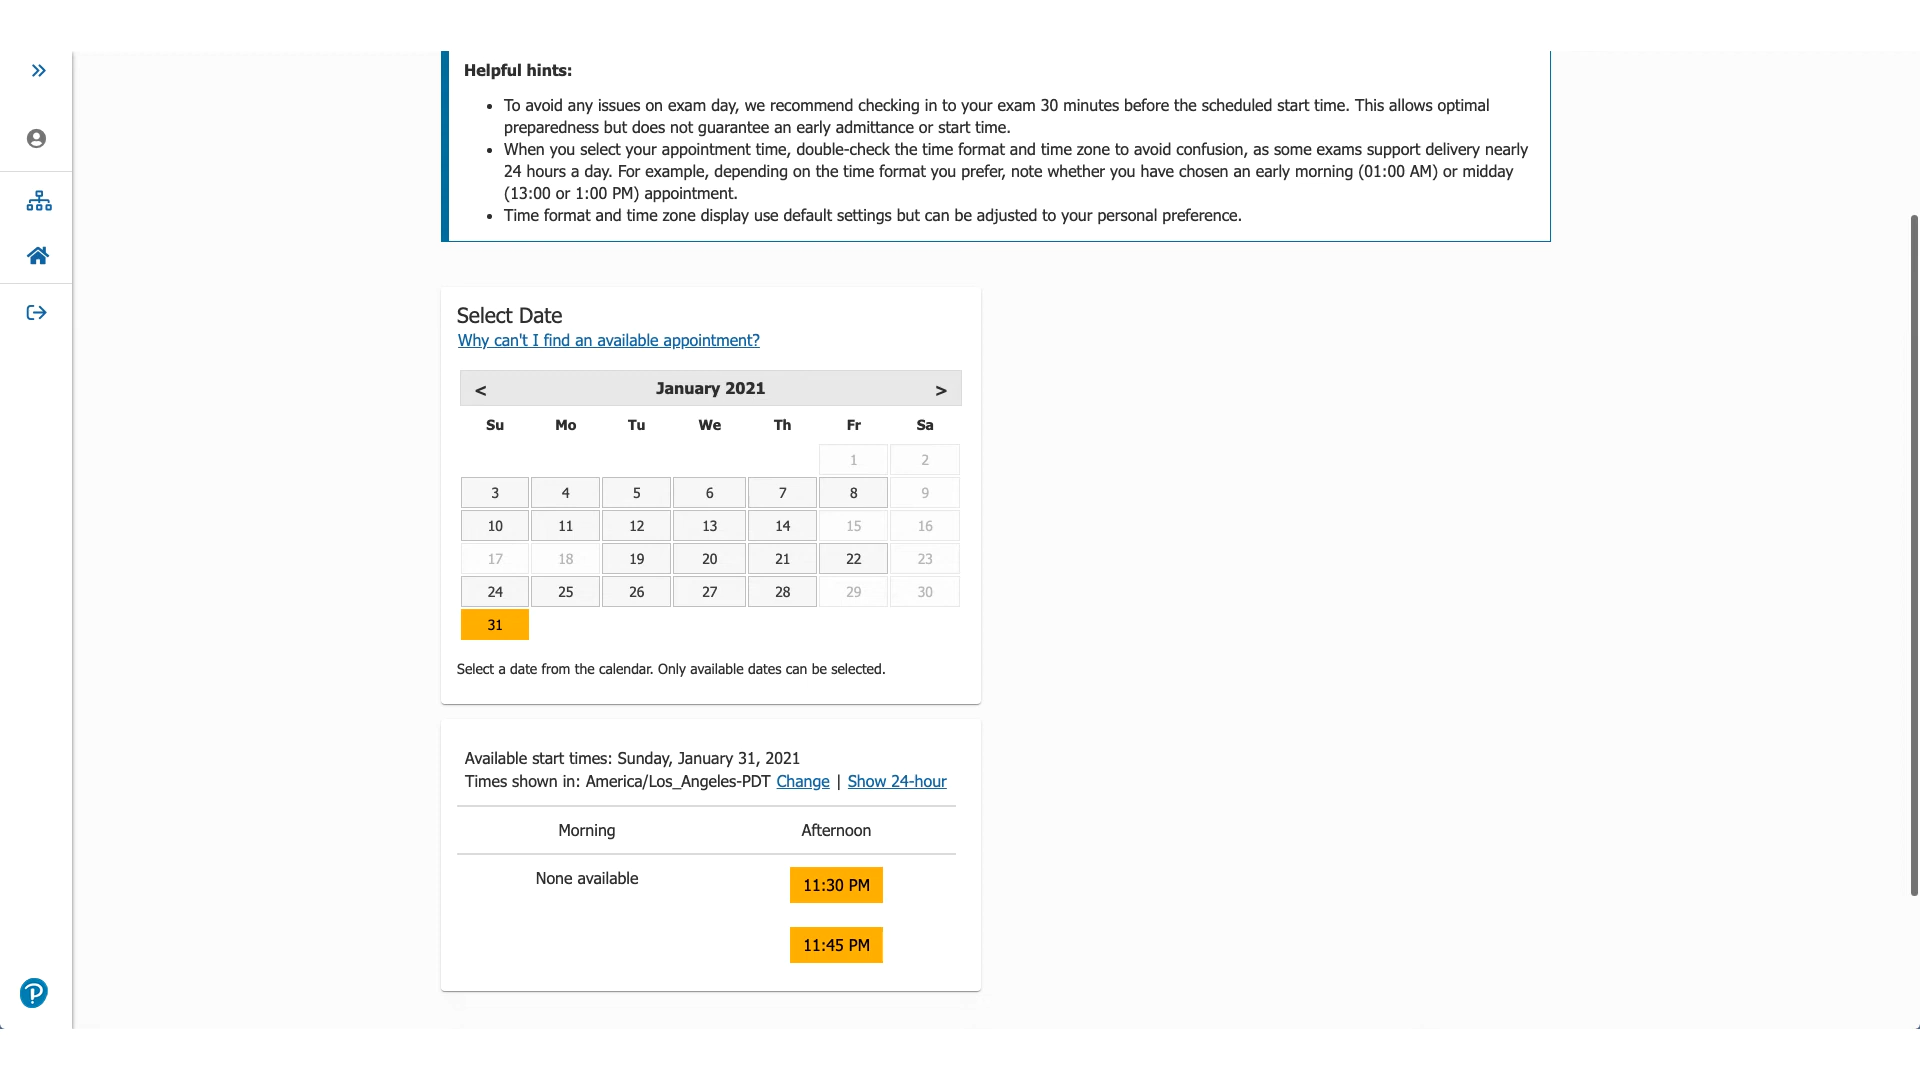 Helpful hints:
• To avoid any issues on exam day, we recommend checking in to your exam 30 minutes before the scheduled start time. This allows optimal
preparedness but does not guarantee an early admittance or start time.
• When you select your appointment time, double-check the time format and time zone to avoid confusion, as some exams support delivery nearly
24 hours a day. For example, depending on the time format you prefer, note whether you have chosen an early morning (01:00 AM) or midday
(13:00 or 1:00 PM) appointment.
• Time format and time zone display use default settings but can be adjusted to your personal preference.
Select Date
Why can't I find an available appointment?
< January 2021 >
Su Mo Tu We Th Fr Sa
1 2
3 4 5 6 7 8 9
10 11 12 13 14 15 16
17 18 19 20 21 22 23
24 25 26 27 28 29 30
31
Select a date from the calendar. Only available dates can be selected.
Available start times: Sunday, January 31, 2021
Times shown in: America/Los_Angeles-PDT Change | Show 24-hour
Morning Afternoon
None available 11:30 PM
11:45 PM